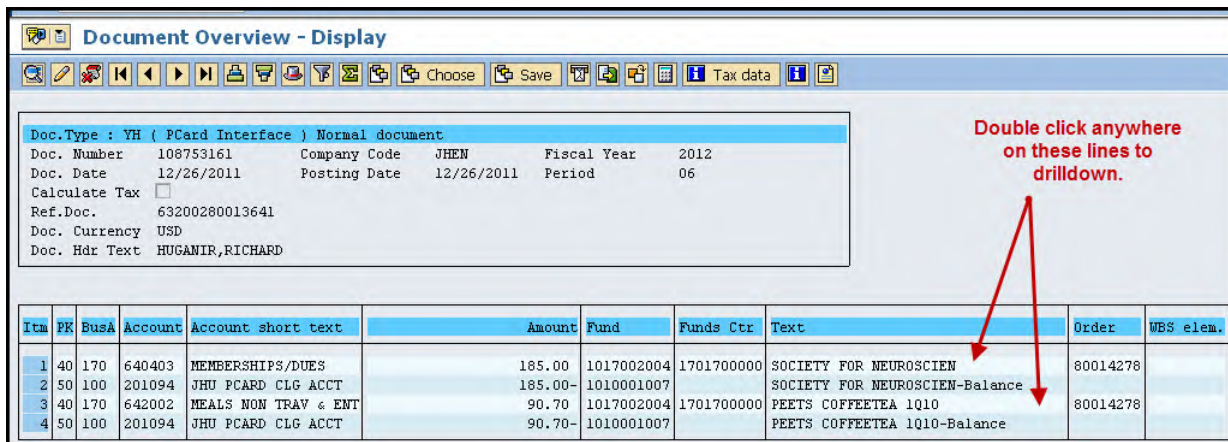 Document Overview - Display
Choose Save Tax data
Doc.Type : YH ( PCard Interface ) Normal document
Doc. Number 108753161 Company Code JHEN Fiscal Year 2012
Doc. Date 12/26/2011 Posting Date 12/26/2011 Period 06
Calculate Tax
Ref.Doc. 63200280013641
Doc. Currency USD
Doc. Hdr Text HUGANIR,RICHARD
Double click anywhere
on these lines to
drilldown.
Itm PK BusA Account Account short text Amount Fund Funds Ctr Text Order WBS elem.
1 40 170 640403 MEMBERSHIPS/DUES 185.00 1017002004 1701700000 SOCIETY FOR NEUROSCIEN 80014278
2 50 100 201094 JHU PCARD CLG ACCT 185.00- 1010001007 SOCIETY FOR NEUROSCIEN-Balance
3 40 170 642002 MEALS NON TRAV & ENT 90.70 1017002004 1701700000 PEETS COFFEETEA 1Q10 80014278
4 50 100 201094 JHU PCARD CLG ACCT 90.70- 1010001007 PEETS COFFEETEA 1Q10-Balance